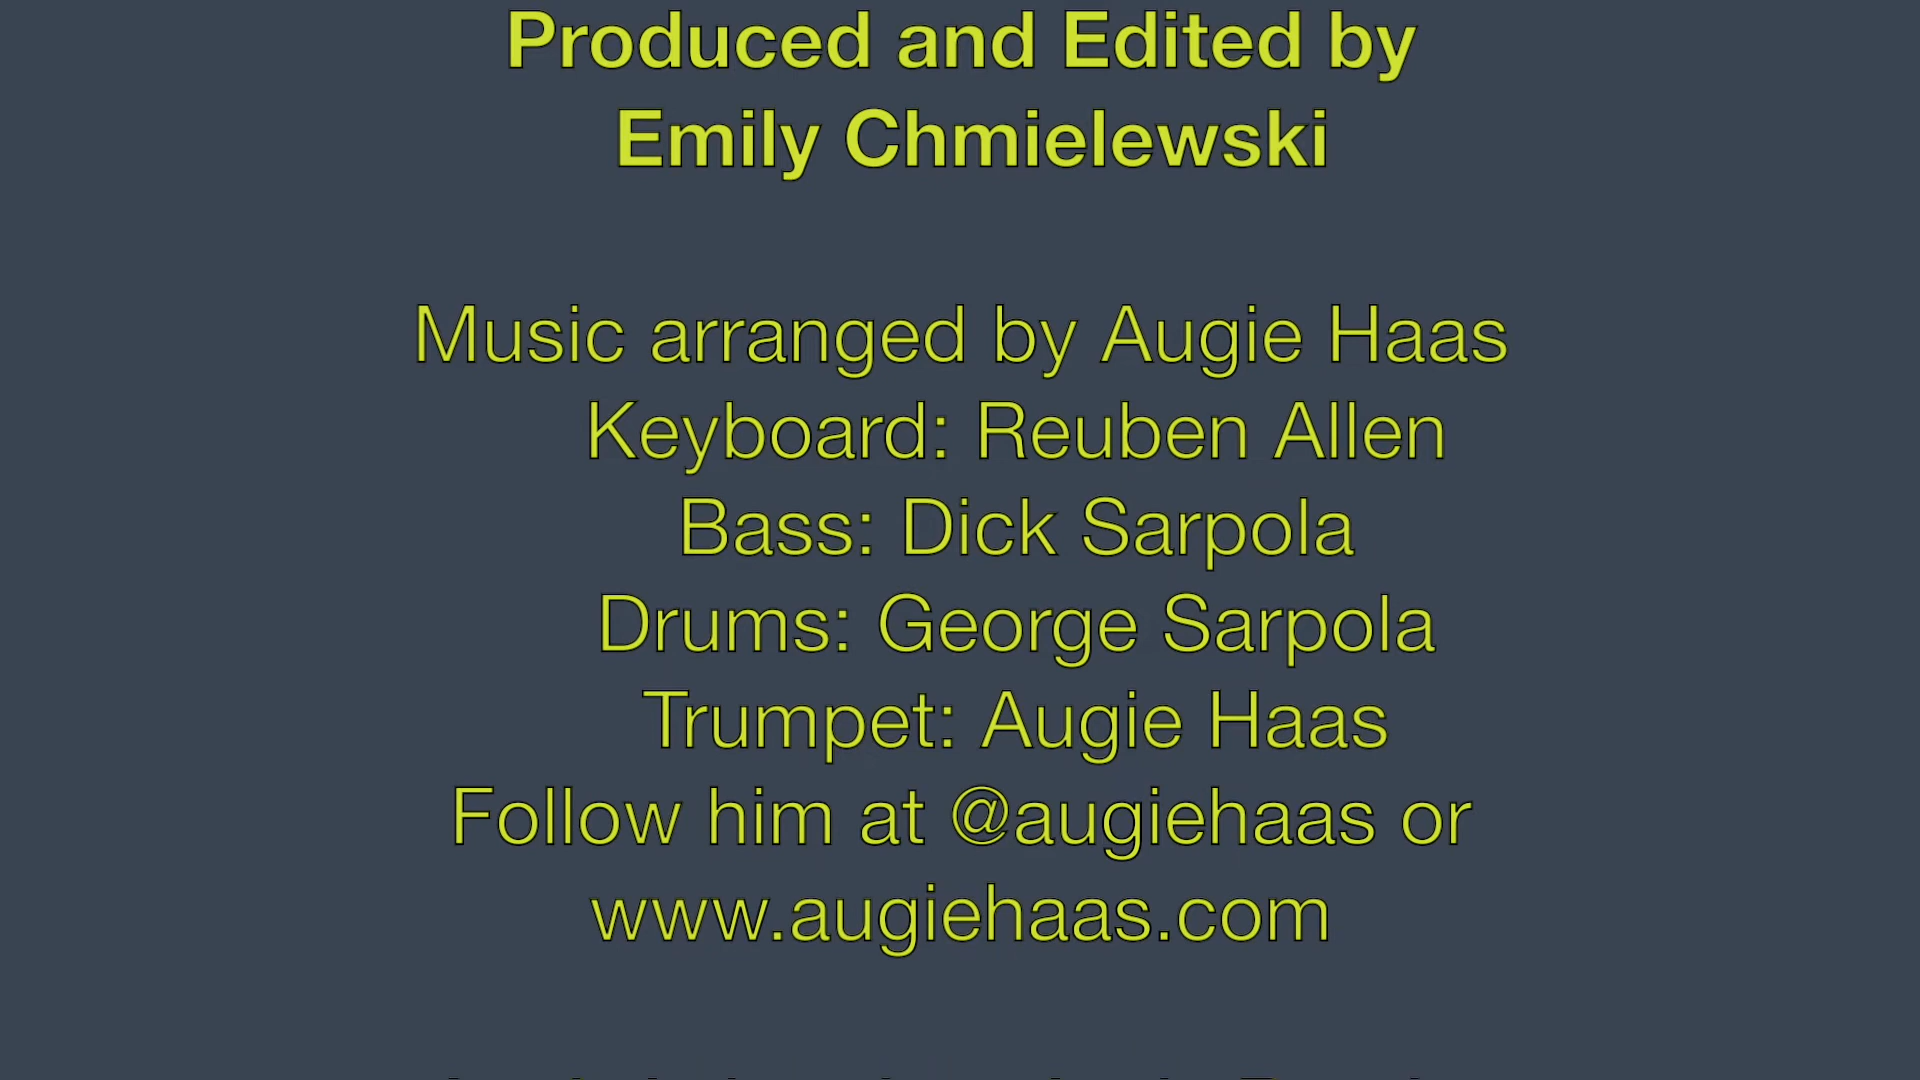 Produced and Edited by
Emily Chmielewski
Music arranged by Augie Haas
Keyboard: Reuben Allen
Bass: Dick Sarpola
Drums: George Sarpola
Trumpet: Augie Haas
Follow him at @augiehaas or
www.augiehaas.com